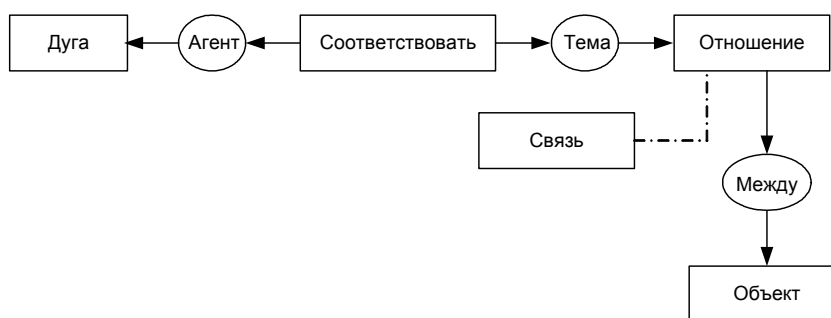 Дуга
Агент
Соответствовать
Тема
Отношение
Связь
Между
Объект